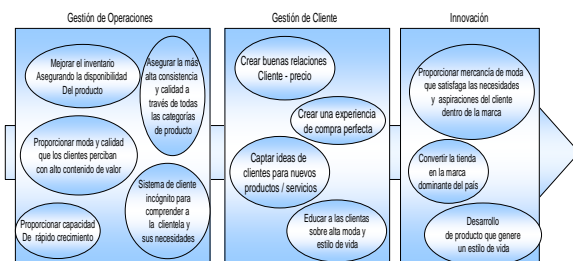 Gestión de Operaciones
Mejorar el inventario
Asegurando la disponibilidad
Del producto
Asegurar la más
alta consistencia
y calidad a
través de todas
las categorías
de producto
Proporcionar moda y calidad
que los clientes perciban
con alto contenido de valor
Sistema de cliente
incógnito para
comprender a
la clientela y
sus necesidades
Proporcionar capacidad
De rápido crecimiento
Gestión de Cliente
Crear buenas relaciones
Cliente - precio
Crear una experiencia
de compra perfecta
Captar ideas de
clientes para nuevos
productos / servicios
Educar a las clientas
sobre alta moda y
estilo de vida
Innovación
Proporcionar mercancía de moda
que satisfaga las necesidades
y aspiraciones del cliente
dentro de la marca
Convertir la tienda
en la marca
dominante del país
Desarrollo
de producto que genere
un estilo de vida